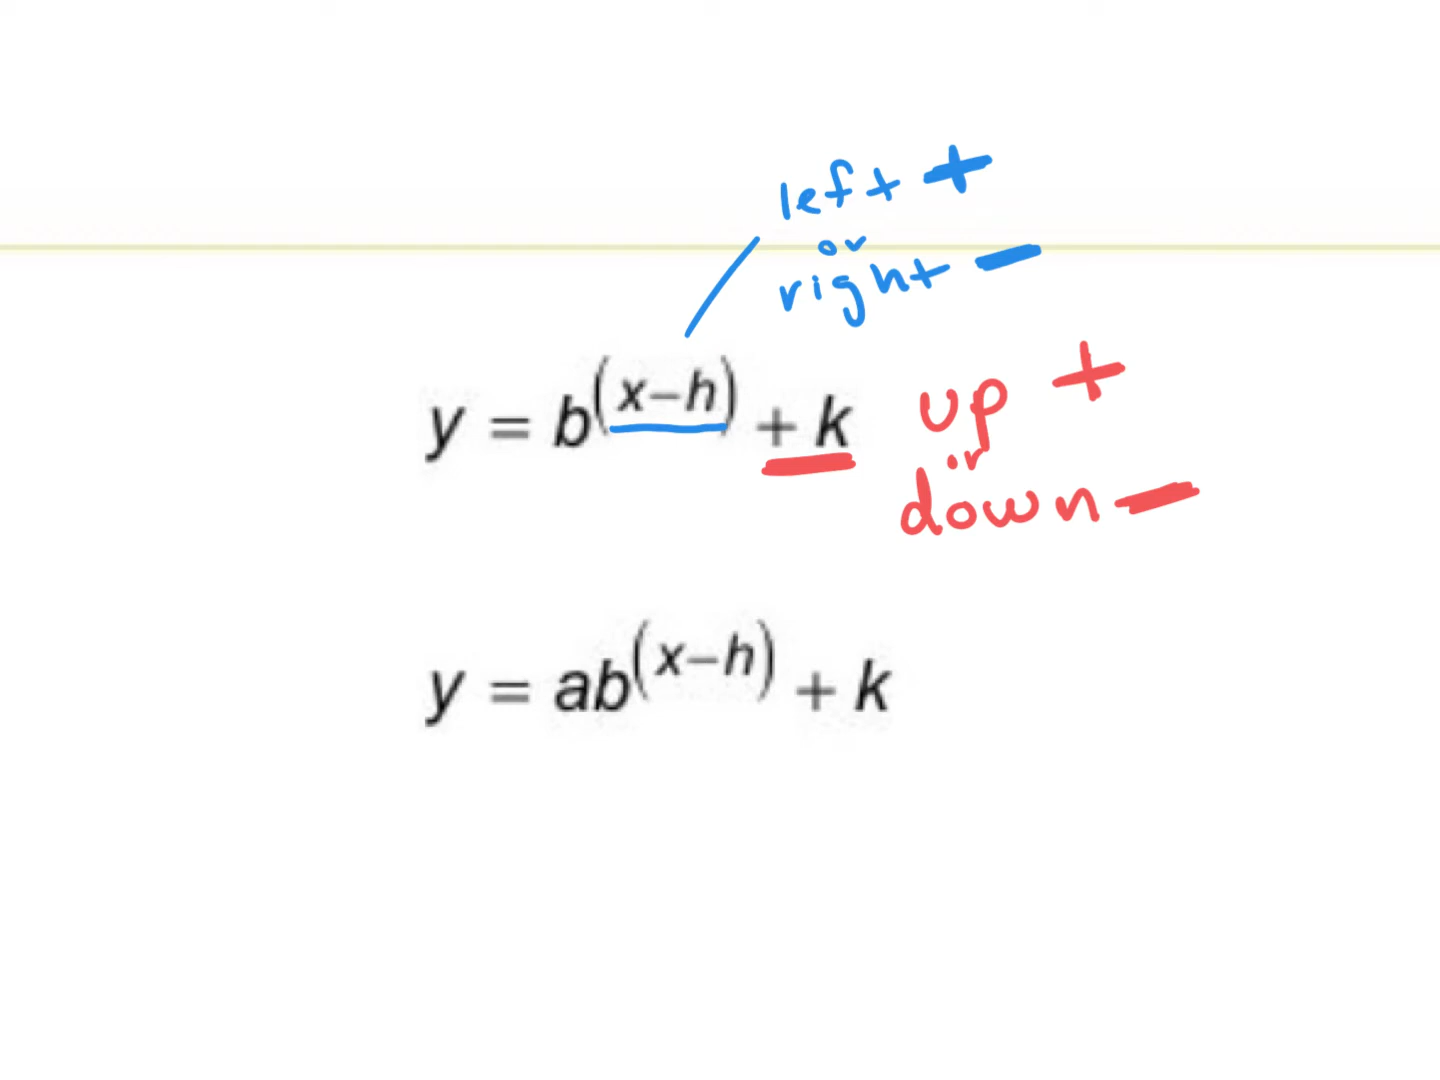 left +
or
right −
y = b^(x−h) + k
up +
or
down −
y = ab^(x−h) + k